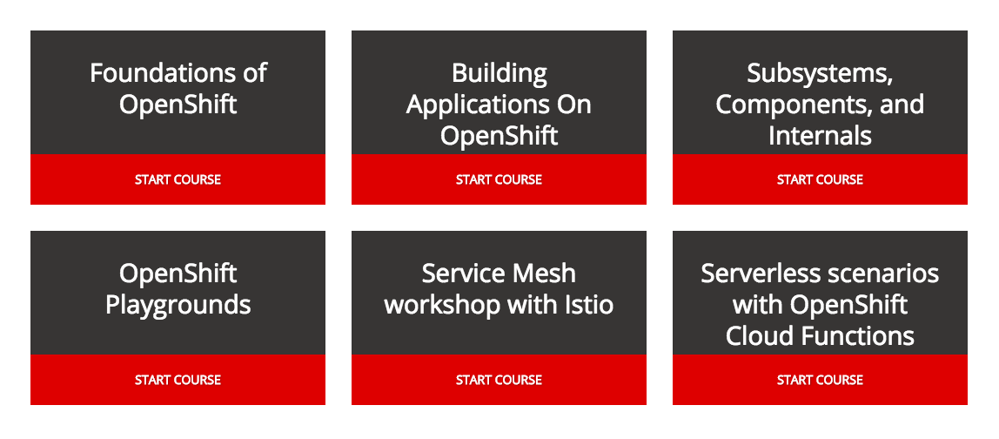 Foundations of
OpenShift
START COURSE
Building
Applications On
OpenShift
START COURSE
Subsystems,
Components, and
Internals
START COURSE
OpenShift
Playgrounds
START COURSE
Service Mesh
workshop with Istio
START COURSE
Serverless scenarios
with OpenShift
Cloud Functions
START COURSE